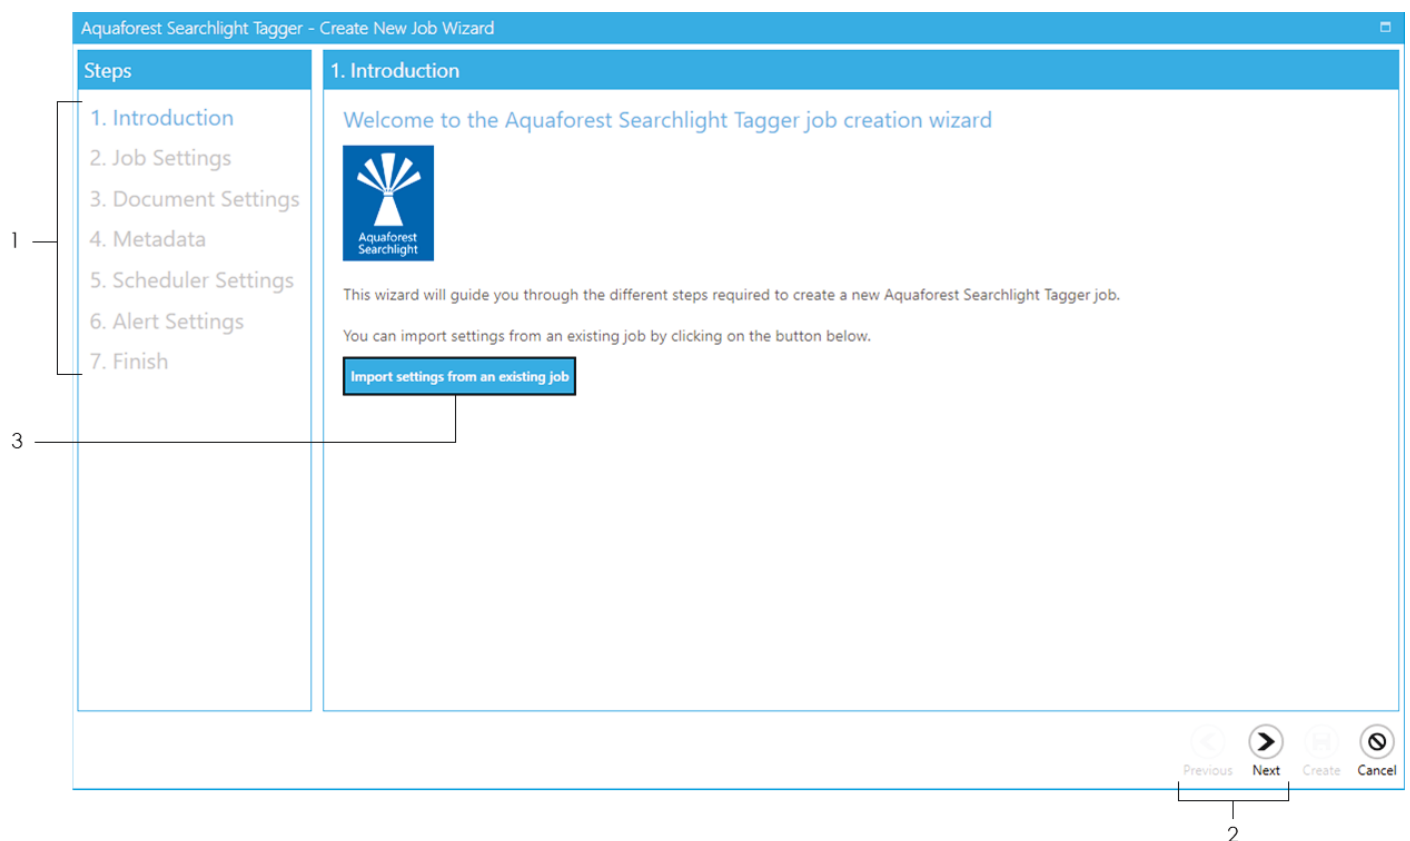 Aquaforest Searchlight Tagger - Create New Job Wizard
Steps
1. Introduction
2. Job Settings
3. Document Settings
4. Metadata
5. Scheduler Settings
6. Alert Settings
7. Finish
1. Introduction
Welcome to the Aquaforest Searchlight Tagger job creation wizard
Aquaforest
Searchlight
This wizard will guide you through the different steps required to create a new Aquaforest Searchlight Tagger job.
You can import settings from an existing job by clicking on the button below.
Import settings from an existing job
Previous
Next
Create
Cancel
1
3
2